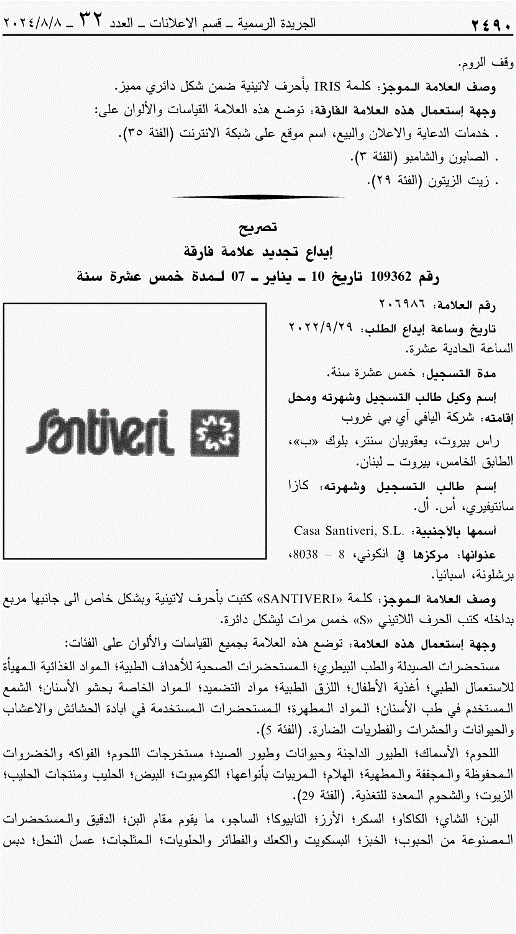 ٢٤٩٠ الجريدة الرسمية ــ قسم الاعلانات ــ العدد ٣٢ ــ ٢٠٢٤/٨/٨
وقف الروم.
وصف العلامة الموجز: كلمة IRIS بأحرف لاتينية ضمن شكل دائري مميز.
وجهة إستعمال هذه العلامة الفارقة: توضع هذه العلامة القياسات والألوان على:
. خدمات الدعاية والاعلان والبيع، اسم موقع على شبكة الانترنت (الفئة ٣٥).
. الصابون والشامبو (الفئة ٣).
. زيت الزيتون (الفئة ٢٩).
تصريح
إيداع تجديد علامة فارقة
رقم 109362 تاريخ 10 ــ يناير ــ 07 لمدة خمس عشرة سنة
رقم العلامة: ٢٠٦٩٨٦
تاريخ وساعة إيداع الطلب: ٢٠٢٢/٩/٢٩
الساعة الحادية عشرة.
مدة التسجيل: خمس عشرة سنة.
إسم وكيل طالب التسجيل وشهرته ومحل
إقامته: شركة اليافي آي بي غروب
راس بيروت، يعقوبيان سنتر، بلوك «ب»،
الطابق الخامس، بيروت ــ لبنان.
إسم طالب التسجيل وشهرته: كازا
سانتيفيري، أس. أل.
أسمها بالأجنبية: Casa Santiveri, S.L.
عنوانها: مركزها في انكوني، 8 – 8038،
برشلونة، اسبانيا.
Santiveri
وصف العلامة الموجز: كلمة «SANTIVERI» كتبت بأحرف لاتينية وبشكل خاص الى جانبها مربع
بداخله كتب الحرف اللاتيني «S» خمس مرات ليشكل دائرة.
وجهة إستعمال هذه العلامة: توضع هذه العلامة بجميع القياسات والألوان على الفئات:
مستحضرات الصيدلة والطب البيطري؛ المستحضرات الصحية للأهداف الطبية؛ المواد الغذائية المهيأة
للاستعمال الطبي؛ أغذية الأطفال؛ اللزق الطبية؛ مواد التضميد؛ المواد الخاصة بحشو الأسنان؛ الشمع
المستخدم في طب الأسنان؛ المواد المطهرة؛ المستحضرات المستخدمة في ابادة الحشائش والاعشاب
والحيوانات والحشرات والفطريات الضارة. (الفئة 5).
اللحوم؛ الأسماك؛ الطيور الداجنة وحيوانات وطيور الصيد؛ مستخرجات اللحوم؛ الفواكه والخضروات
المحفوظة والمجففة والمطهية؛ الهلام؛ المربيات بأنواعها؛ الكومبوت؛ البيض؛ الحليب ومنتجات الحليب؛
الزيوت؛ والشحوم المعدة للتغذية. (الفئة 29).
البن؛ الشاي؛ الكاكاو؛ السكر؛ الأرز؛ التابيوكا؛ الساجو، ما يقوم مقام البن؛ الدقيق والمستحضرات
المصنوعة من الحبوب؛ الخبز؛ البسكويت والكعك والفطائر والحلويات؛ المثلجات؛ عسل النحل؛ دبس